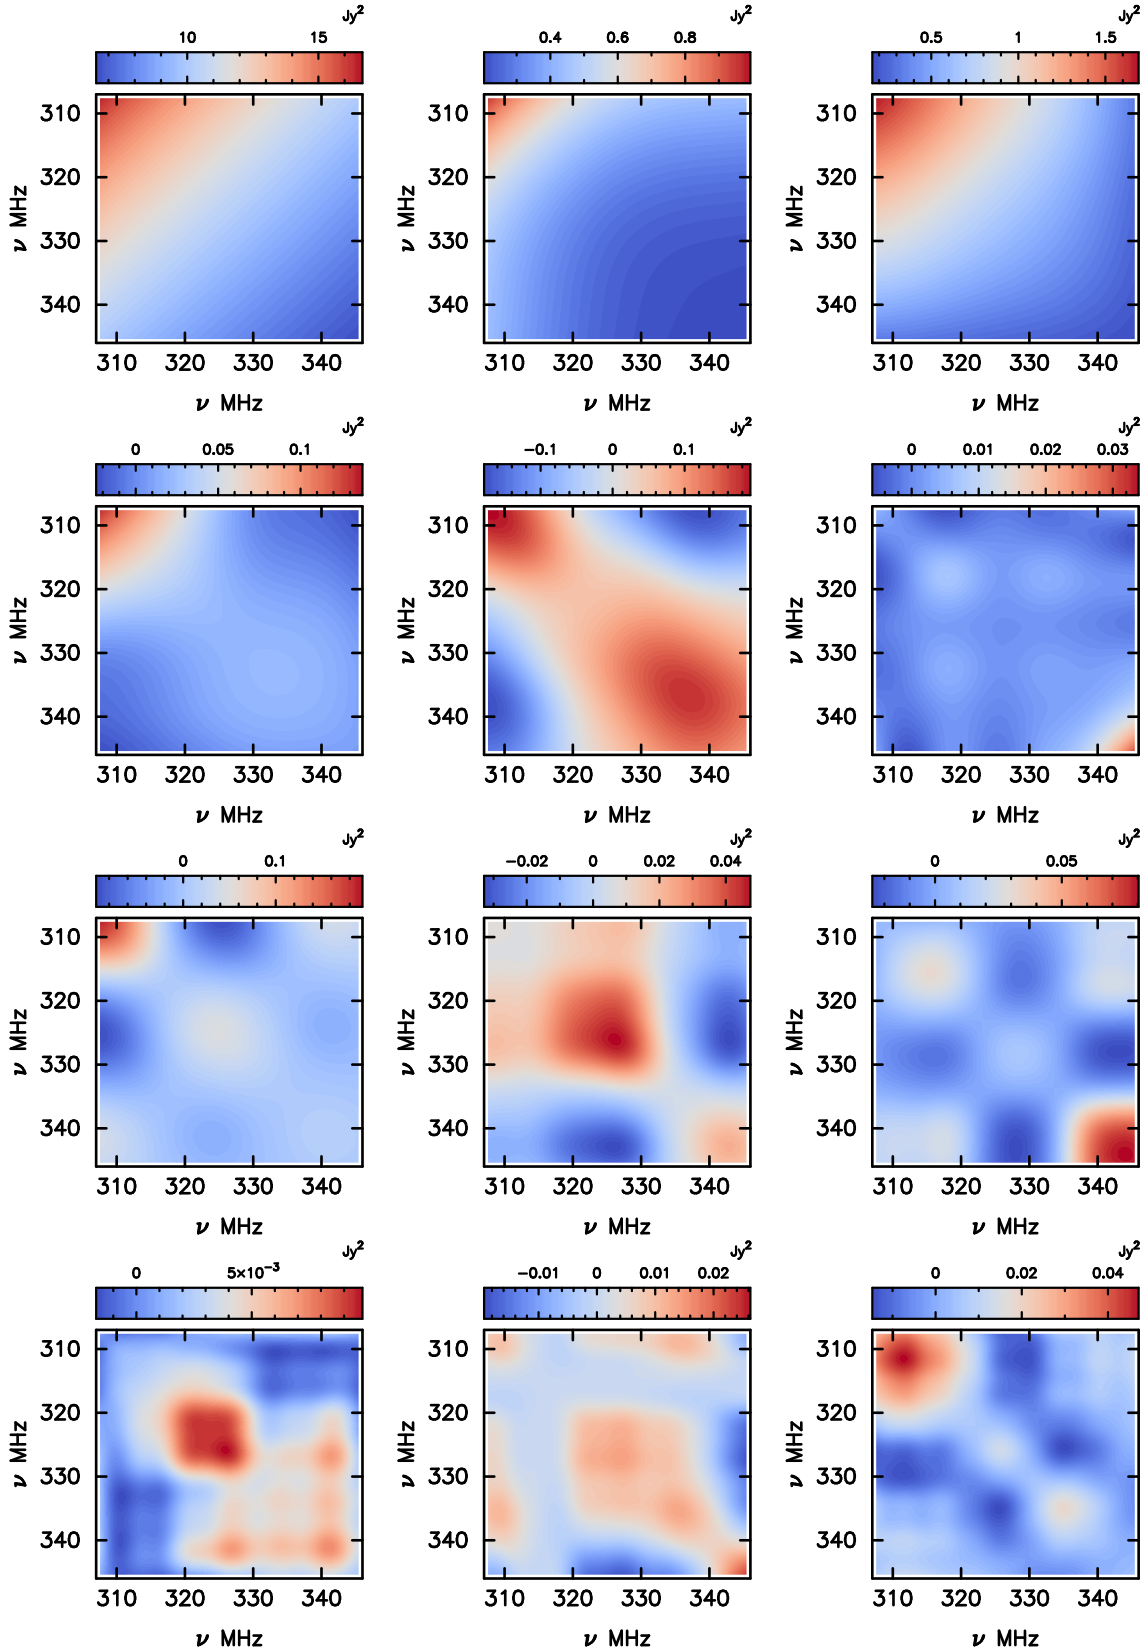 Jy² Jy² Jy²
10 15 0.4 0.6 0.8 0.5 1 1.5
310 310 310
320 320 320
330 330 330
340 340 340
ν MHz ν MHz ν MHz
310 320 330 340 310 320 330 340 310 320 330 340
ν MHz ν MHz ν MHz
Jy² Jy² Jy²
0 0.05 0.1 −0.1 0 0.1 0 0.01 0.02 0.03
310 310 310
320 320 320
330 330 330
340 340 340
ν MHz ν MHz ν MHz
310 320 330 340 310 320 330 340 310 320 330 340
ν MHz ν MHz ν MHz
Jy² Jy² Jy²
0 0.1 −0.02 0 0.02 0.04 0 0.05
310 310 310
320 320 320
330 330 330
340 340 340
ν MHz ν MHz ν MHz
310 320 330 340 310 320 330 340 310 320 330 340
ν MHz ν MHz ν MHz
Jy² Jy² Jy²
0 5×10⁻³ −0.01 0 0.01 0.02 0 0.02 0.04
310 310 310
320 320 320
330 330 330
340 340 340
ν MHz ν MHz ν MHz
310 320 330 340 310 320 330 340 310 320 330 340
ν MHz ν MHz ν MHz